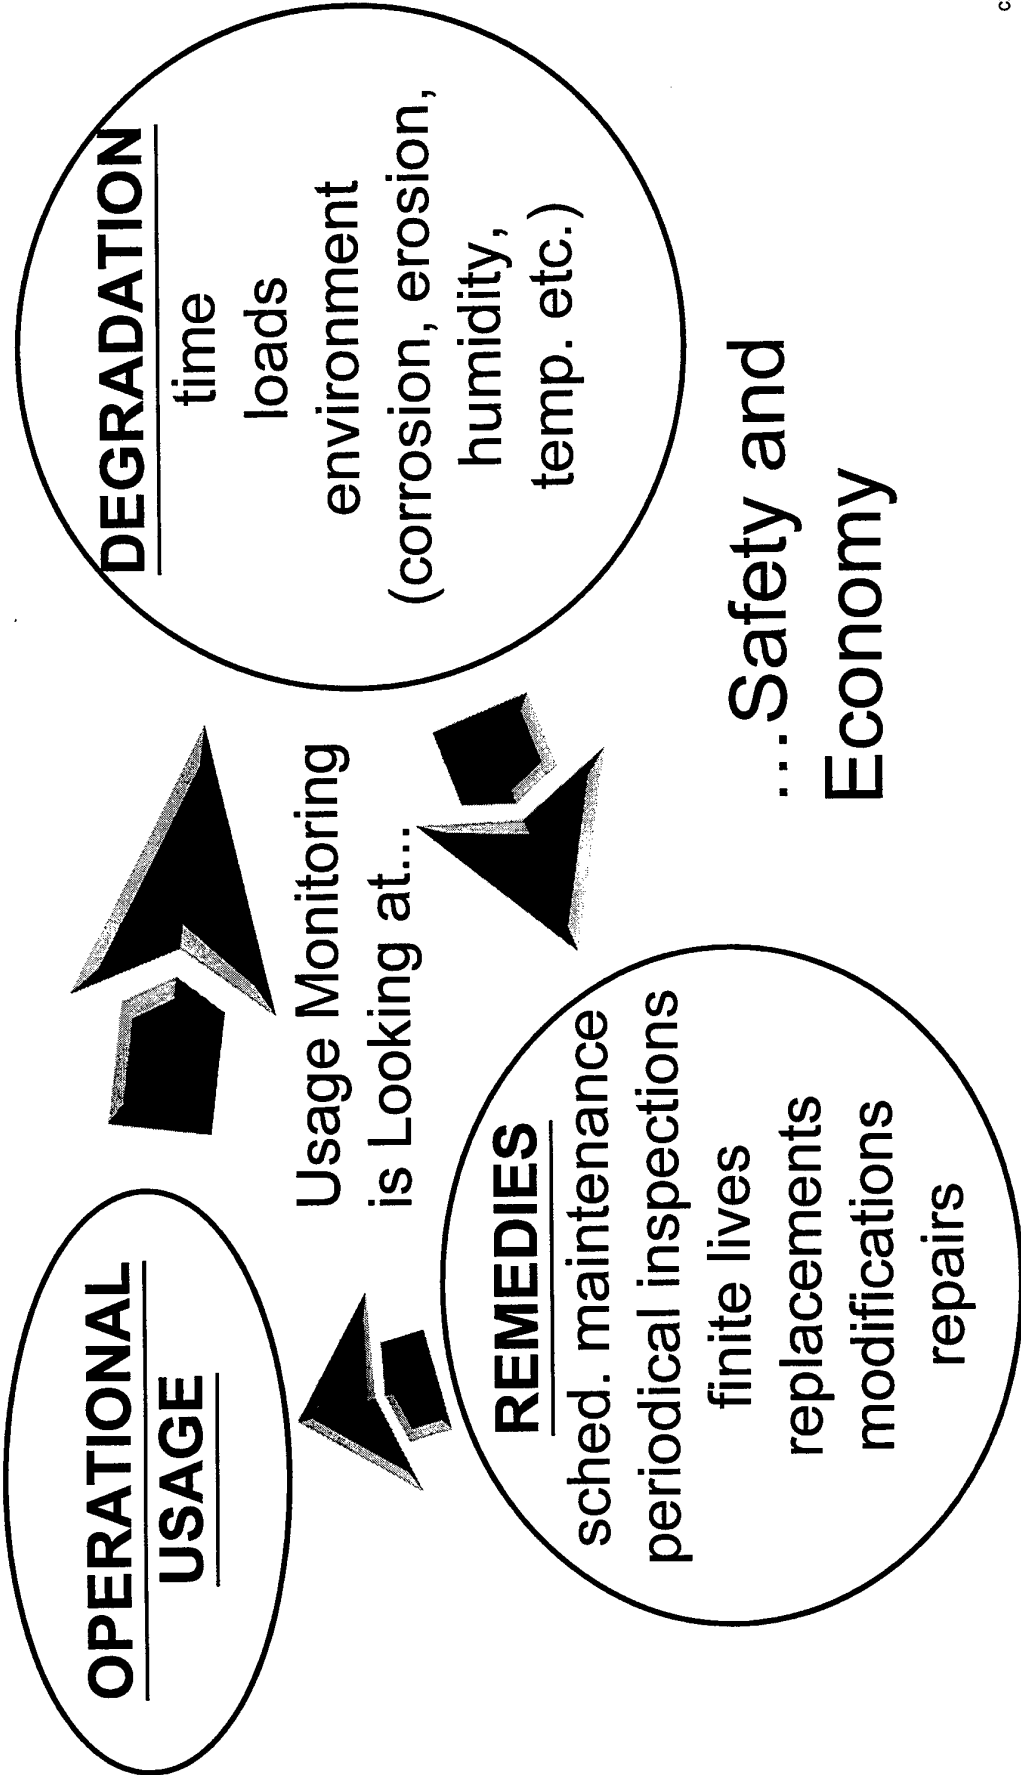 OPERATIONAL
USAGE
DEGRADATION
time
loads
environment
(corrosion, erosion,
humidity,
temp. etc.)
Usage Monitoring
is Looking at...
REMEDIES
sched. maintenance
periodical inspections
finite lives
replacements
modifications
repairs
....Safety and
Economy
c